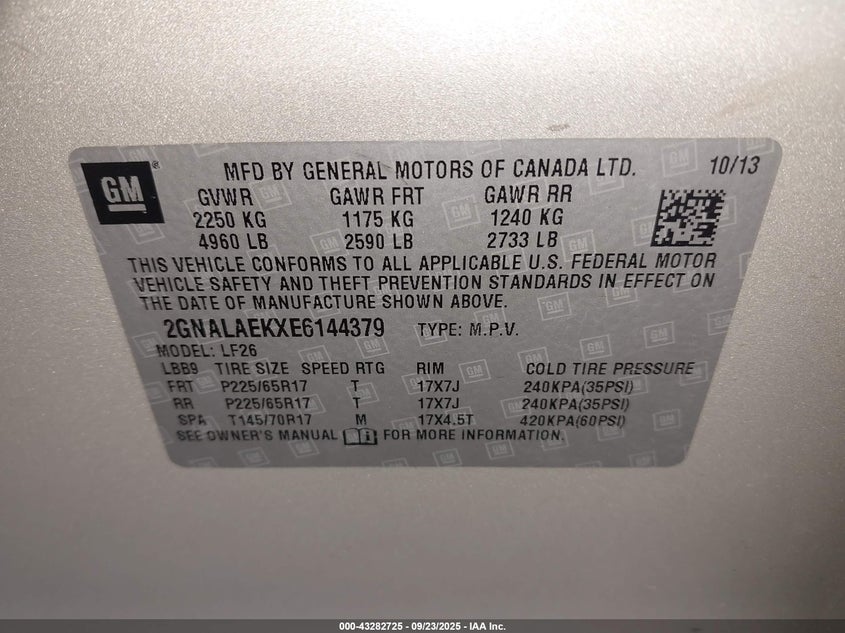 GM
MFD BY GENERAL MOTORS OF CANADA LTD. 10/13
GVWR GAWR FRT GAWR RR
2250 KG 1175 KG 1240 KG
4960 LB 2590 LB 2733 LB
THIS VEHICLE CONFORMS TO ALL APPLICABLE U.S. FEDERAL MOTOR
VEHICLE SAFETY AND THEFT PREVENTION STANDARDS IN EFFECT ON
THE DATE OF MANUFACTURE SHOWN ABOVE.
2GNALAEKXE6144379 TYPE: M.P.V.
MODEL: LF26
LBB9 TIRE SIZE SPEED RTG RIM COLD TIRE PRESSURE
FRT P225/65R17 T 17X7J 240KPA(35PSI)
RR P225/65R17 T 17X7J 240KPA(35PSI)
SPA T145/70R17 M 17X4.5T 420KPA(60PSI)
SEE OWNER'S MANUAL FOR MORE INFORMATION.
000-43282725 - 09/23/2025 - IAA Inc.